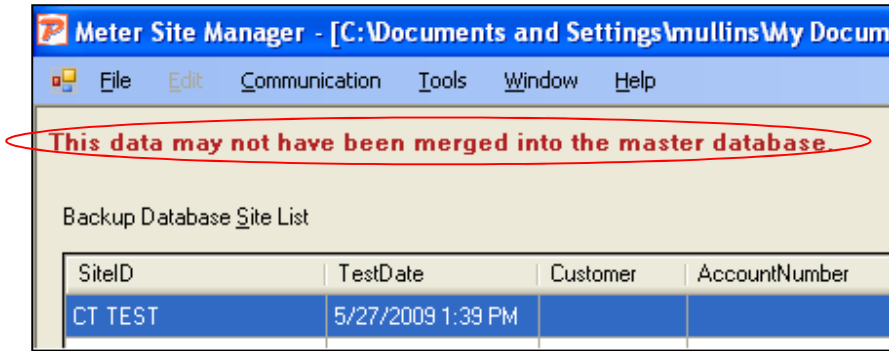 Meter Site Manager - [C:\Documents and Settings\mullins\My Docum
File Edit Communication Tools Window Help
This data may not have been merged into the master database.
Backup Database Site List
SiteID TestDate Customer AccountNumber
CT TEST 5/27/2009 1:39 PM